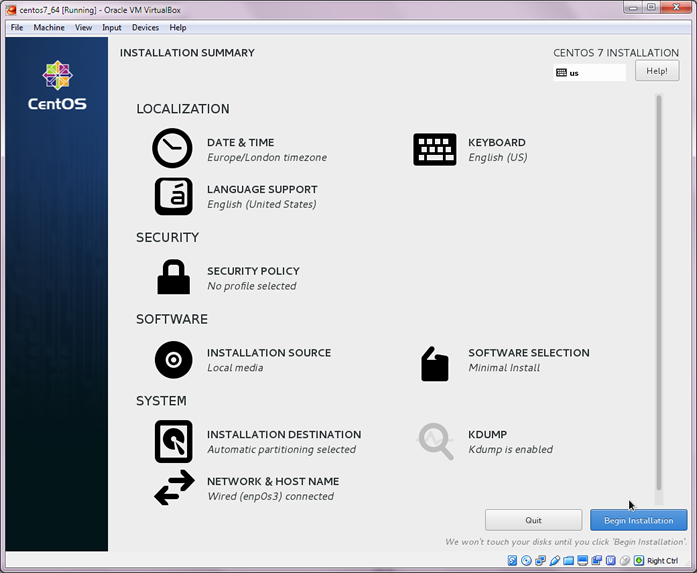 centos7_64 [Running] - Oracle VM VirtualBox
File Machine View Input Devices Help
INSTALLATION SUMMARY
CENTOS 7 INSTALLATION
us
Help!
CentOS
LOCALIZATION
DATE & TIME
Europe/London timezone
KEYBOARD
English (US)
á
LANGUAGE SUPPORT
English (United States)
SECURITY
SECURITY POLICY
No profile selected
SOFTWARE
INSTALLATION SOURCE
Local media
SOFTWARE SELECTION
Minimal Install
SYSTEM
INSTALLATION DESTINATION
Automatic partitioning selected
KDUMP
Kdump is enabled
NETWORK & HOST NAME
Wired (enp0s3) connected
Quit
Begin Installation
We won't touch your disks until you click 'Begin Installation'.
Right Ctrl